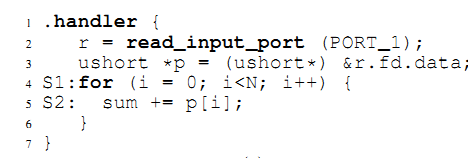 1 .handler {
2 r = read_input_port (PORT_1);
3 ushort *p = (ushort*) &r.fd.data;
4 S1:for (i = 0; i<N; i++) {
5 S2: sum += p[i];
6 }
7 }